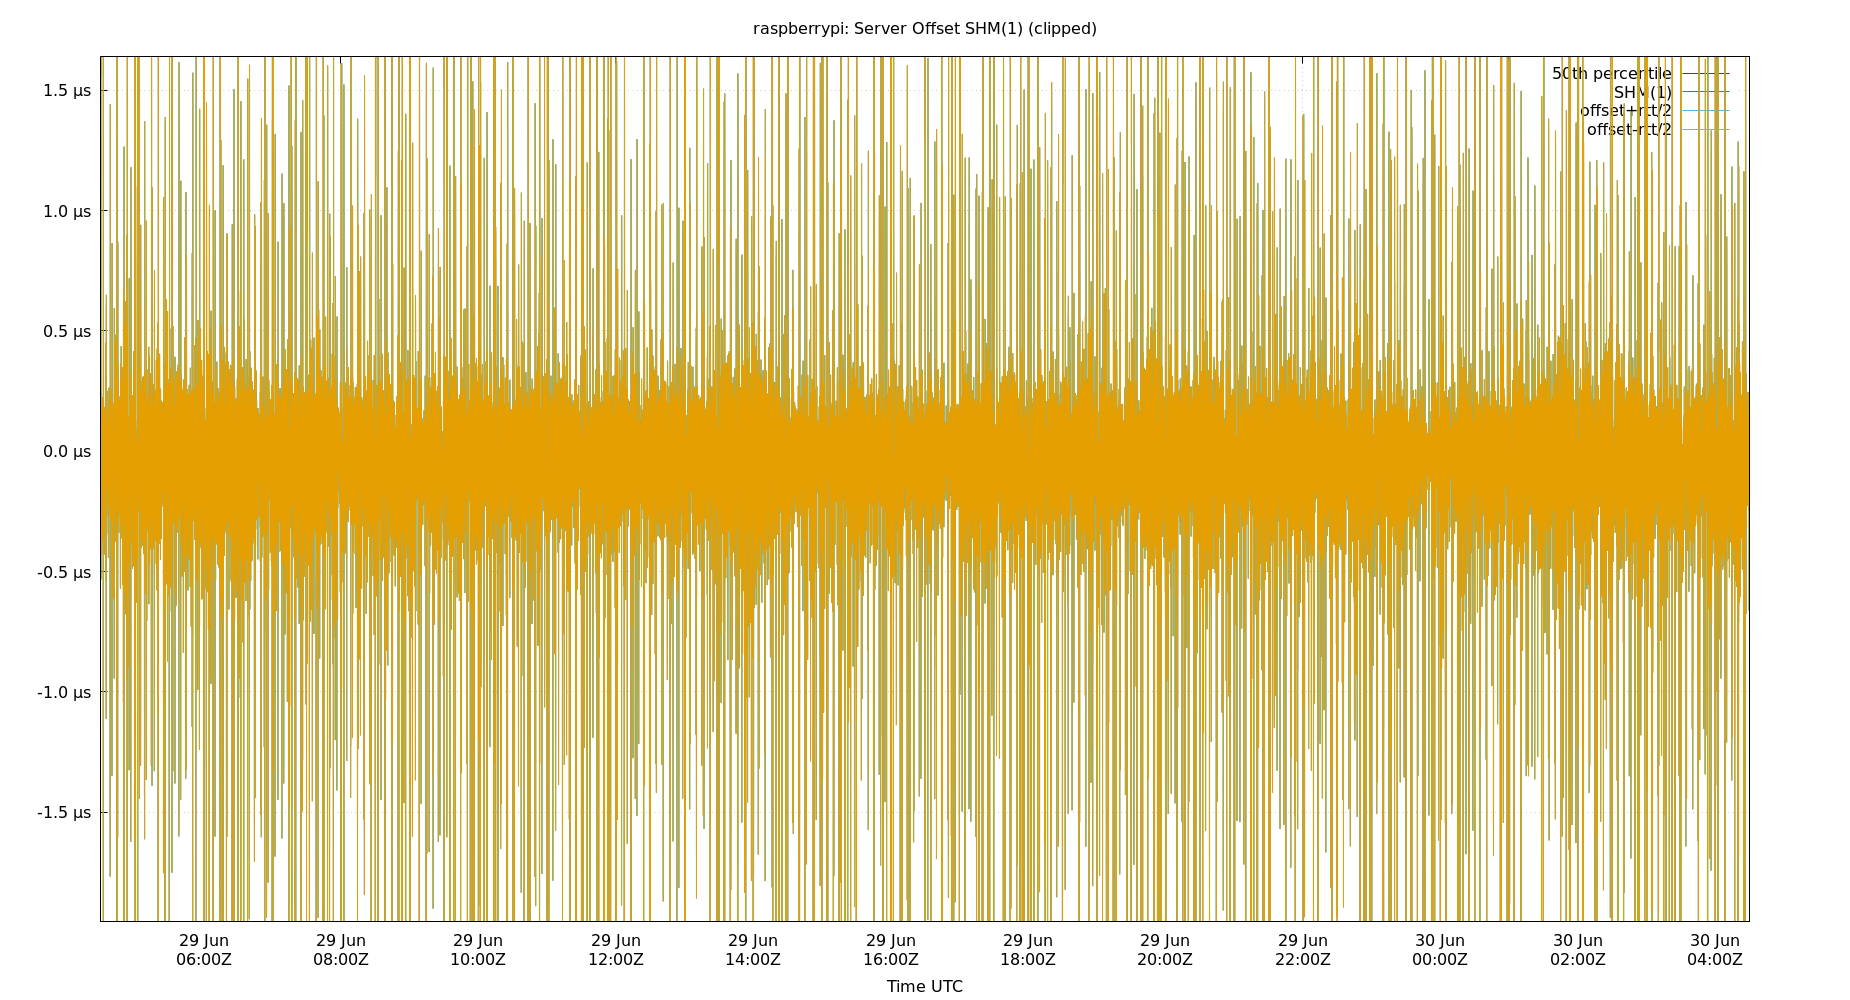 raspberrypi: Server Offset SHM(1) (clipped)
50th percentile
SHM(1)
offset+rtt/2
offset-rtt/2
1.5 µs
1.0 µs
0.5 µs
0.0 µs
-0.5 µs
-1.0 µs
-1.5 µs
29 Jun 29 Jun 29 Jun 29 Jun 29 Jun 29 Jun 29 Jun 29 Jun 29 Jun 30 Jun 30 Jun 30 Jun
06:00Z 08:00Z 10:00Z 12:00Z 14:00Z 16:00Z 18:00Z 20:00Z 22:00Z 00:00Z 02:00Z 04:00Z
Time UTC